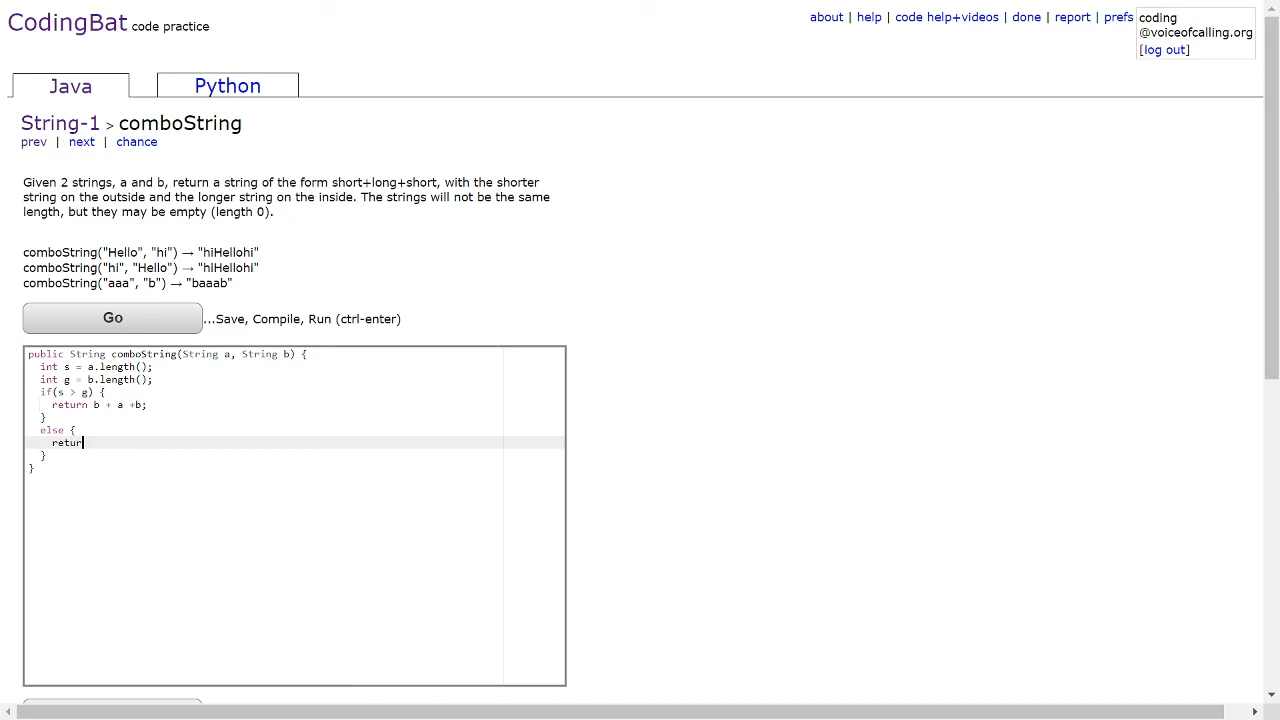 CodingBat code practice
about | help | code help+videos | done | report | prefs
coding
@voiceofcalling.org
[log out]
Java
Python
String-1 > comboString
prev | next | chance
Given 2 strings, a and b, return a string of the form short+long+short, with the shorter
string on the outside and the longer string on the inside. The strings will not be the same
length, but they may be empty (length 0).
comboString("Hello", "hi") → "hiHellohi"
comboString("hi", "Hello") → "hiHellohi"
comboString("aaa", "b") → "baaab"
Go
...Save, Compile, Run (ctrl-enter)
public String comboString(String a, String b) {
int s = a.length();
int g = b.length();
if(s > g) {
return b + a +b;
}
else {
retur
}
}